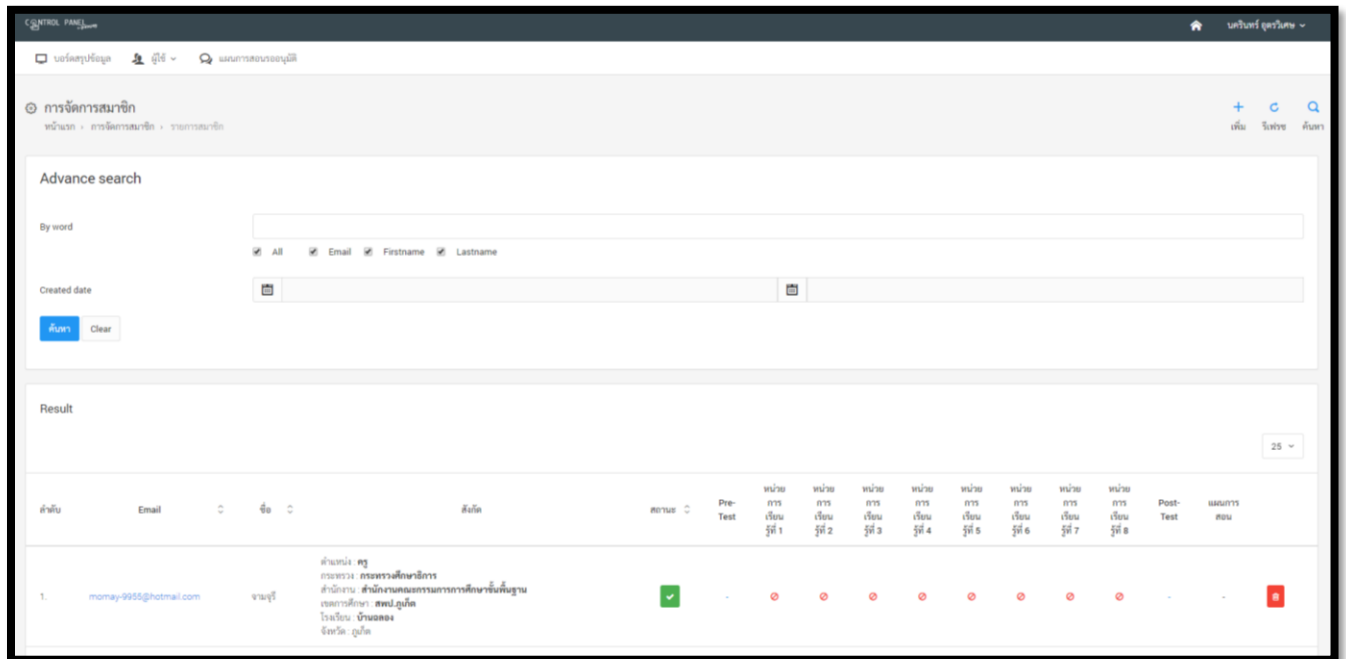 CONTROL PANEL
นครินทร์ อุตรวิเศษ
บอร์ดสรุปข้อมูล ผู้ใช้ แผนการสอนรออนุมัติ
การจัดการสมาชิก
หน้าแรก › การจัดการสมาชิก › รายการสมาชิก
เพิ่ม รีเฟรช ค้นหา
Advance search
By word
All Email Firstname Lastname
Created date
ค้นหา Clear
Result
25
ลำดับ Email ชื่อ สังกัด สถานะ Pre-Test หน่วยการเรียนรู้ที่ 1 หน่วยการเรียนรู้ที่ 2 หน่วยการเรียนรู้ที่ 3 หน่วยการเรียนรู้ที่ 4 หน่วยการเรียนรู้ที่ 5 หน่วยการเรียนรู้ที่ 6 หน่วยการเรียนรู้ที่ 7 หน่วยการเรียนรู้ที่ 8 Post-Test แผนการสอน
ตำแหน่ง : ครู
กระทรวง : กระทรวงศึกษาธิการ
สำนักงาน : สำนักงานคณะกรรมการการศึกษาขั้นพื้นฐาน
1. momay-9955@hotmail.com จามจุรี เขตการศึกษา : สพป.ภูเก็ต - - -
โรงเรียน : บ้านฉลอง
จังหวัด : ภูเก็ต